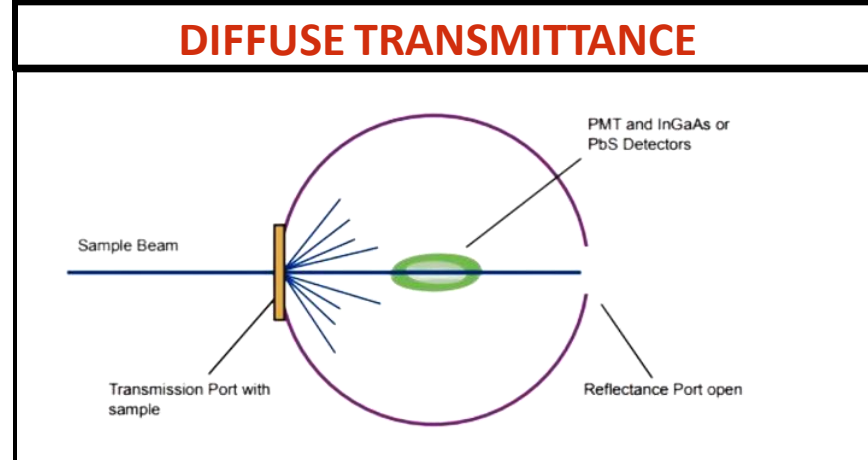 DIFFUSE TRANSMITTANCE
PMT and InGaAs or
PbS Detectors
Sample Beam
Transmission Port with
sample
Reflectance Port open